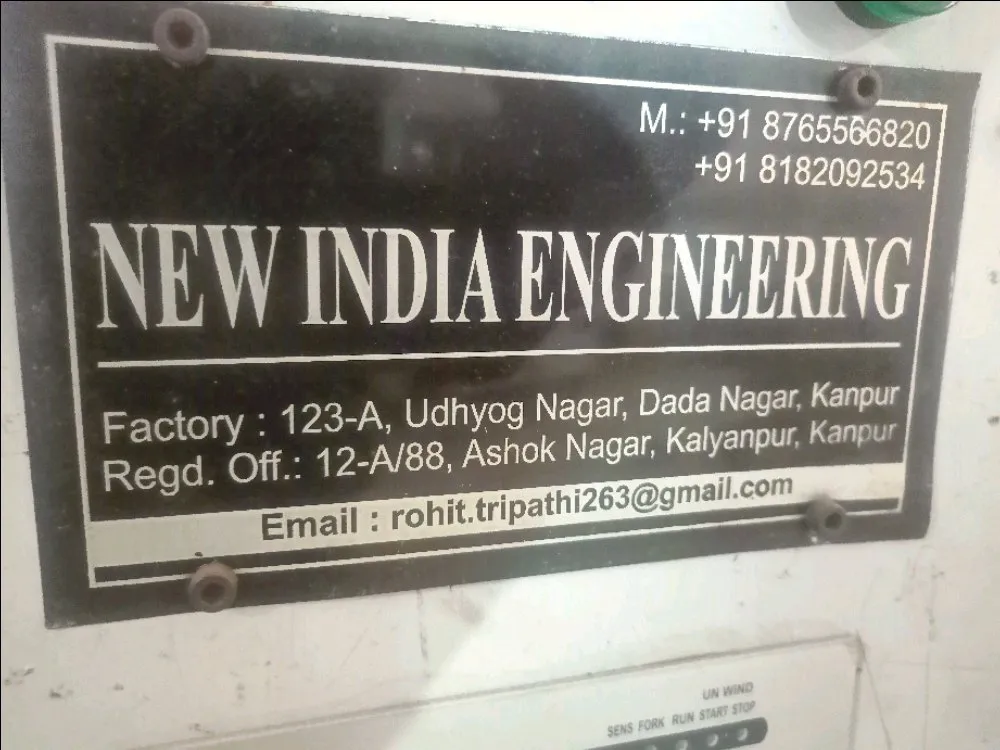 M.: +91 8765566820
+91 8182092534
NEW INDIA ENGINEERING
Factory : 123-A, Udhyog Nagar, Dada Nagar, Kanpur
Regd. Off.: 12-A/88, Ashok Nagar, Kalyanpur, Kanpur
Email : rohit.tripathi263@gmail.com
UN WIND
SENS FORK RUN START STOP